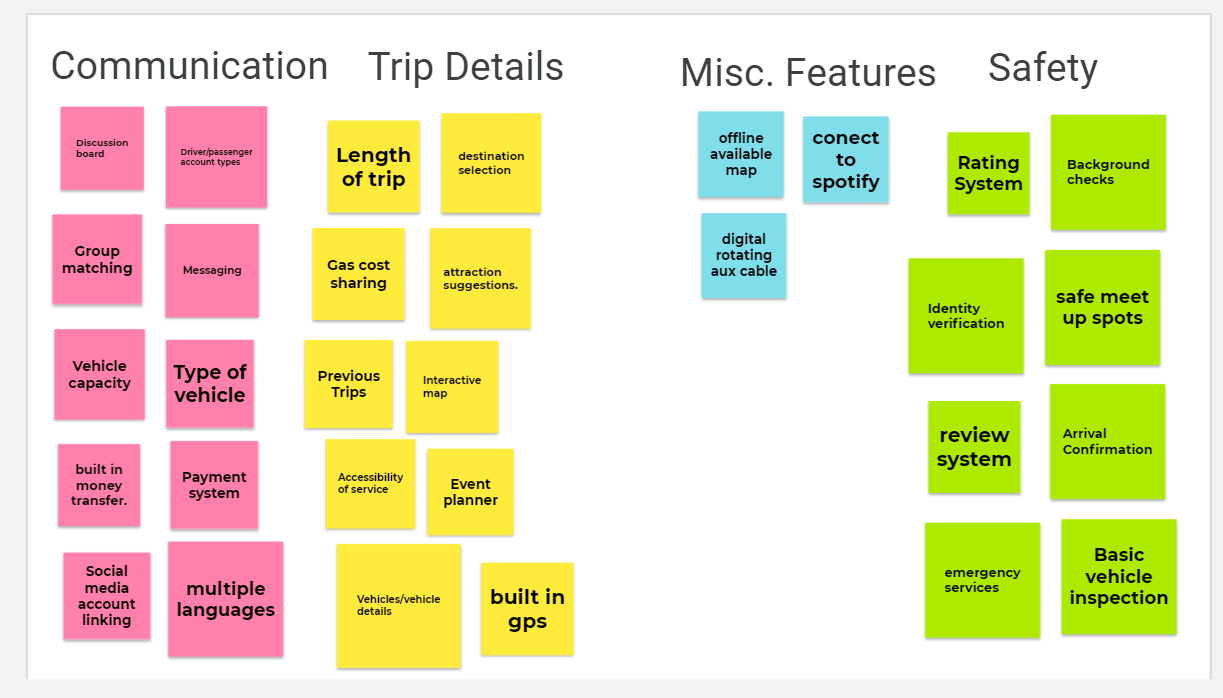 Communication
Trip Details
Misc. Features
Safety
Discussion
board
Driver/passenger
account types
Group
matching
Messaging
Vehicle
capacity
Type of
vehicle
built in
money
transfer.
Payment
system
Social
media
account
linking
multiple
languages
Length
of trip
destination
selection
Gas cost
sharing
attraction
suggestions.
Previous
Trips
Interactive
map
Accessibility
of service
Event
planner
Vehicles/vehicle
details
built in
gps
offline
available
map
conect
to
spotify
digital
rotating
aux cable
Rating
System
Background
checks
Identity
verification
safe meet
up spots
review
system
Arrival
Confirmation
emergency
services
Basic
vehicle
inspection